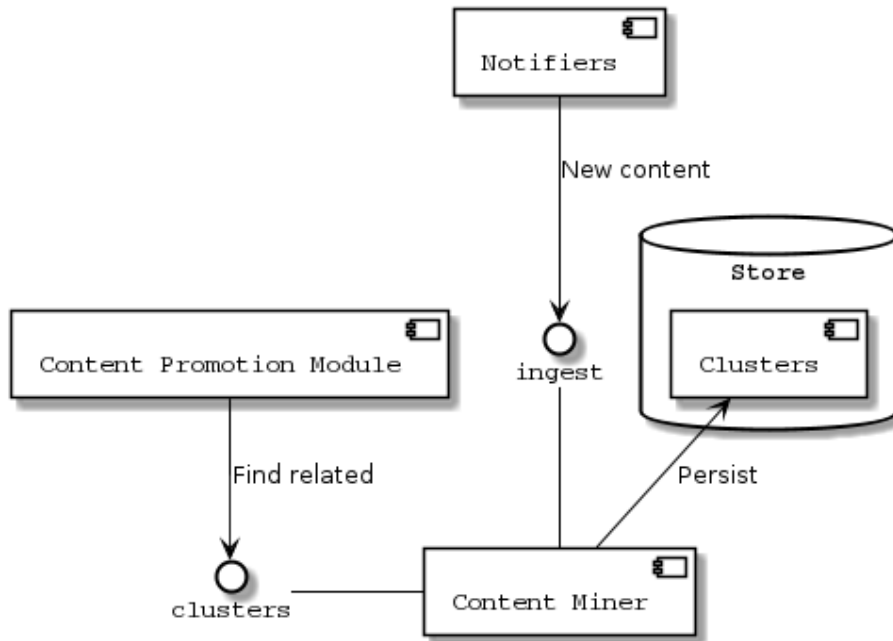 Notifiers
New content
Store
Content Promotion Module
ingest
Clusters
Find related
Persist
clusters
Content Miner